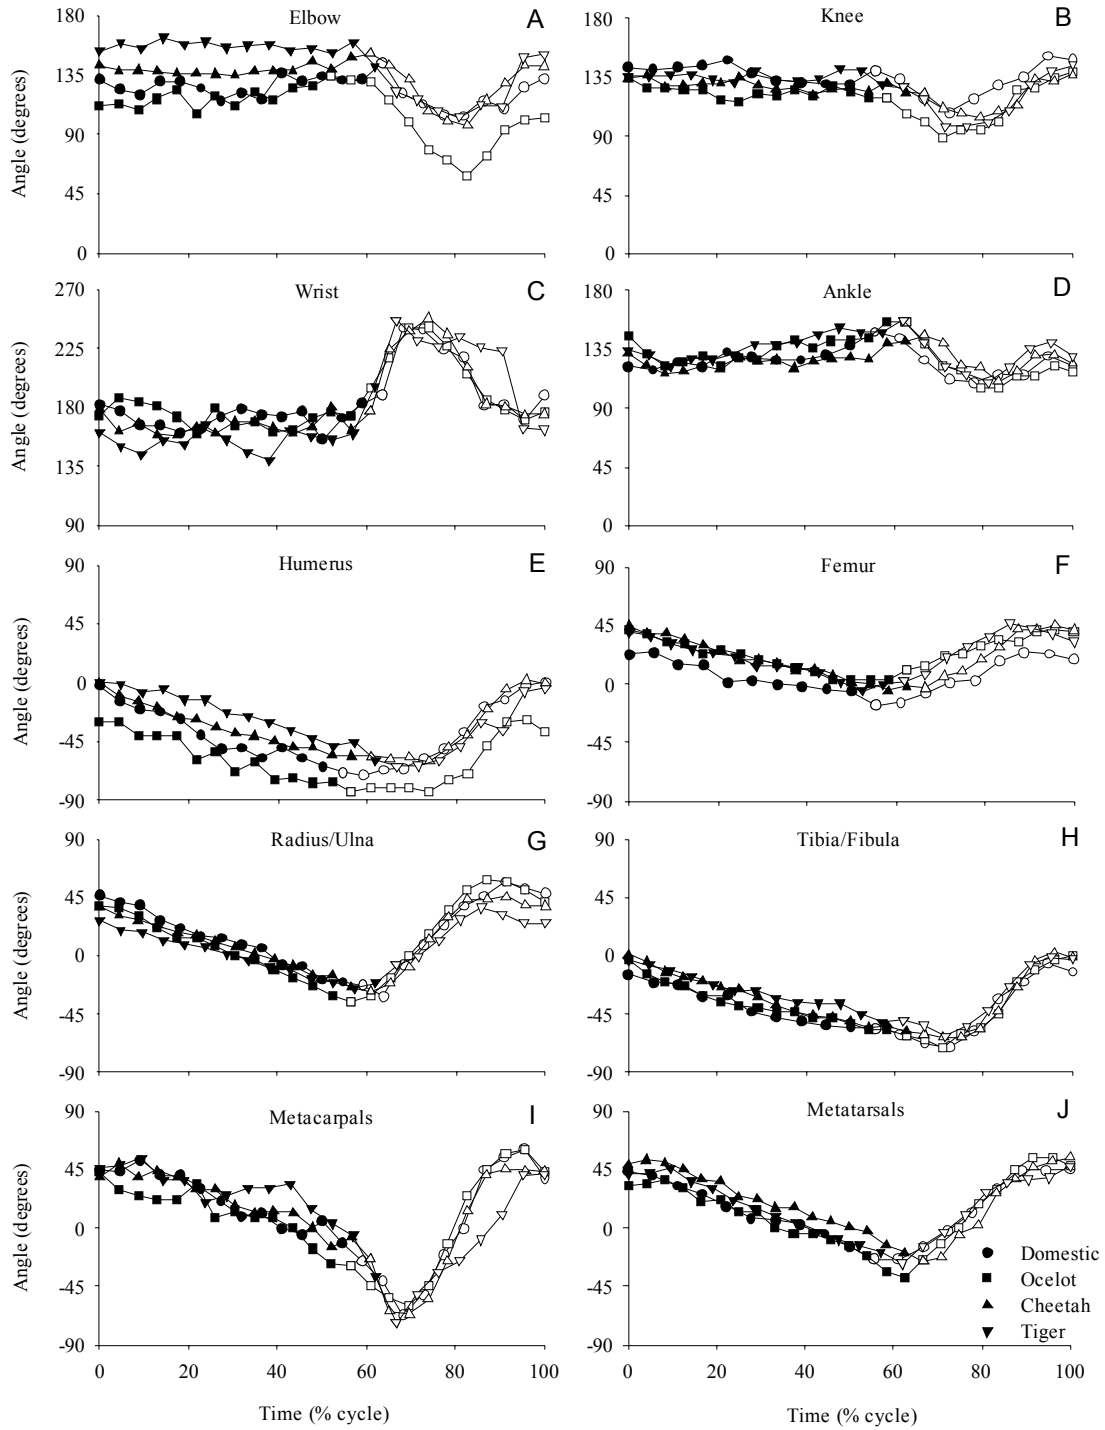 Elbow A
180
135
90
45
0
Angle (degrees)
Knee B
180
135
90
45
0
Angle (degrees)
Wrist C
270
225
180
135
90
Angle (degrees)
Ankle D
180
135
90
45
0
Humerus E
90
45
0
-45
-90
Angle (degrees)
Femur F
90
45
0
-45
-90
Radius/Ulna G
90
45
0
-45
-90
Angle (degrees)
Tibia/Fibula H
90
45
0
-45
-90
Metacarpals I
90
45
0
-45
-90
Angle (degrees)
0 20 40 60 80 100
Time (% cycle)
Metatarsals J
90
45
0
-45
-90
Domestic
Ocelot
Cheetah
Tiger
0 20 40 60 80 100
Time (% cycle)